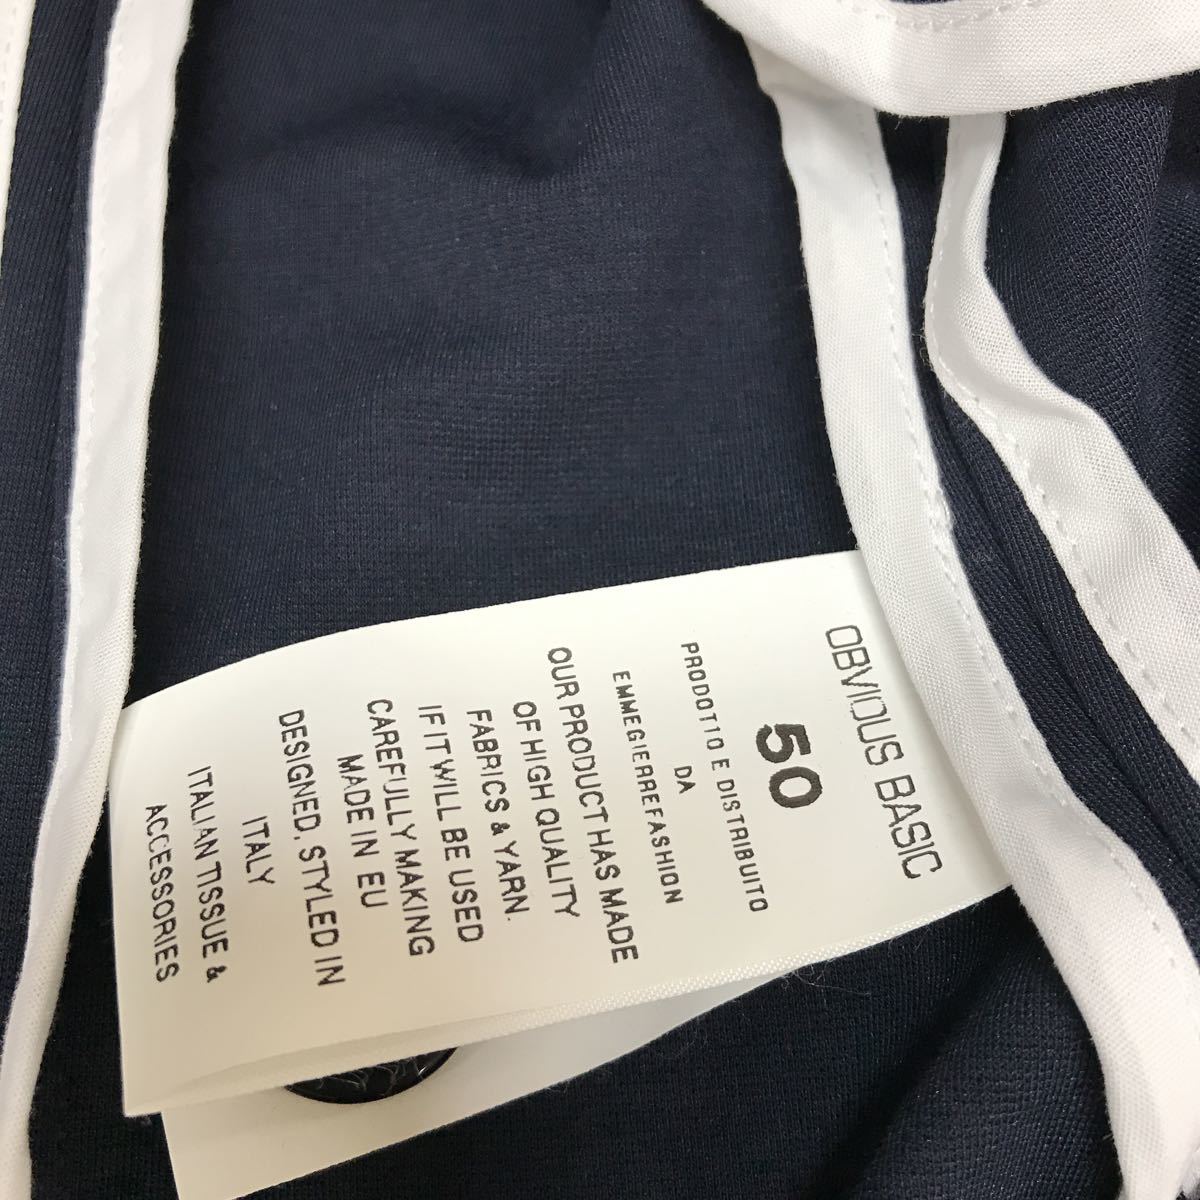 OBVIOUS BASIC
50
PRODOT1O E DISTRIBUITO
DA
EMMEGIERREFASHION
OUR PRODUCT HAS MADE
OF HIGH QUALITY
FABRICS & YARN.
IF IT WILL BE USED
CAREFULLY MAKING
MADE IN EU
DESIGNED, STYLED IN
ITALY
ITALIAN TISSUE &
ACCESSORIES